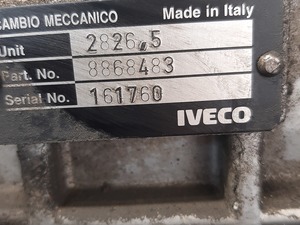 CAMBIO MECCANICO Made in Italy
Unit 2826,5
Part. No. 8868483
Serial No. 161760
IVECO